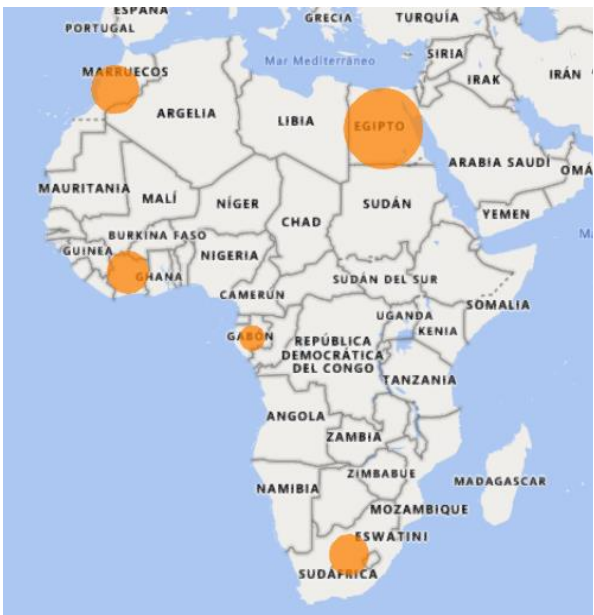 ESPAÑA
PORTUGAL
GRECIA
TURQUÍA
Mar Mediterráneo
SIRIA
IRAK
IRÁN
MARRUECOS
ARGELIA
LIBIA
EGIPTO
ARABIA SAUDÍ
OMÁ
MAURITANIA
MALÍ
NÍGER
CHAD
SUDÁN
YEMEN
Ma
BURKINA FASO
GUINEA
GHANA
NIGERIA
CAMERÚN
SUDÁN DEL SUR
SOMALIA
GABÓN
REPÚBLICA
DEMOCRÁTICA
DEL CONGO
UGANDA
KENIA
TANZANIA
ANGOLA
ZAMBIA
ZIMBABUE
MADAGASCAR
NAMIBIA
MOZAMBIQUE
ESWATINI
SUDÁFRICA